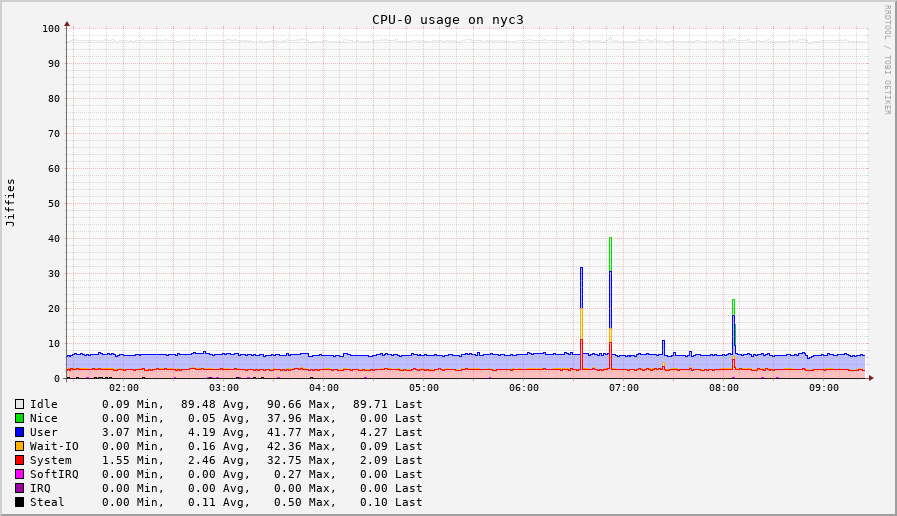 CPU-0 usage on nyc3
RRDTOOL / TOBI OETIKER
Jiffies
100
90
80
70
60
50
40
30
20
10
0
02:00 03:00 04:00 05:00 06:00 07:00 08:00 09:00
Idle 0.09 Min, 89.48 Avg, 90.66 Max, 89.71 Last
Nice 0.00 Min, 0.05 Avg, 37.96 Max, 0.00 Last
User 3.07 Min, 4.19 Avg, 41.77 Max, 4.27 Last
Wait-IO 0.00 Min, 0.16 Avg, 42.36 Max, 0.09 Last
System 1.55 Min, 2.46 Avg, 32.75 Max, 2.09 Last
SoftIRQ 0.00 Min, 0.00 Avg, 0.27 Max, 0.00 Last
IRQ 0.00 Min, 0.00 Avg, 0.50 Max, 0.00 Last
Steal 0.00 Min, 0.11 Avg, 0.50 Max, 0.10 Last